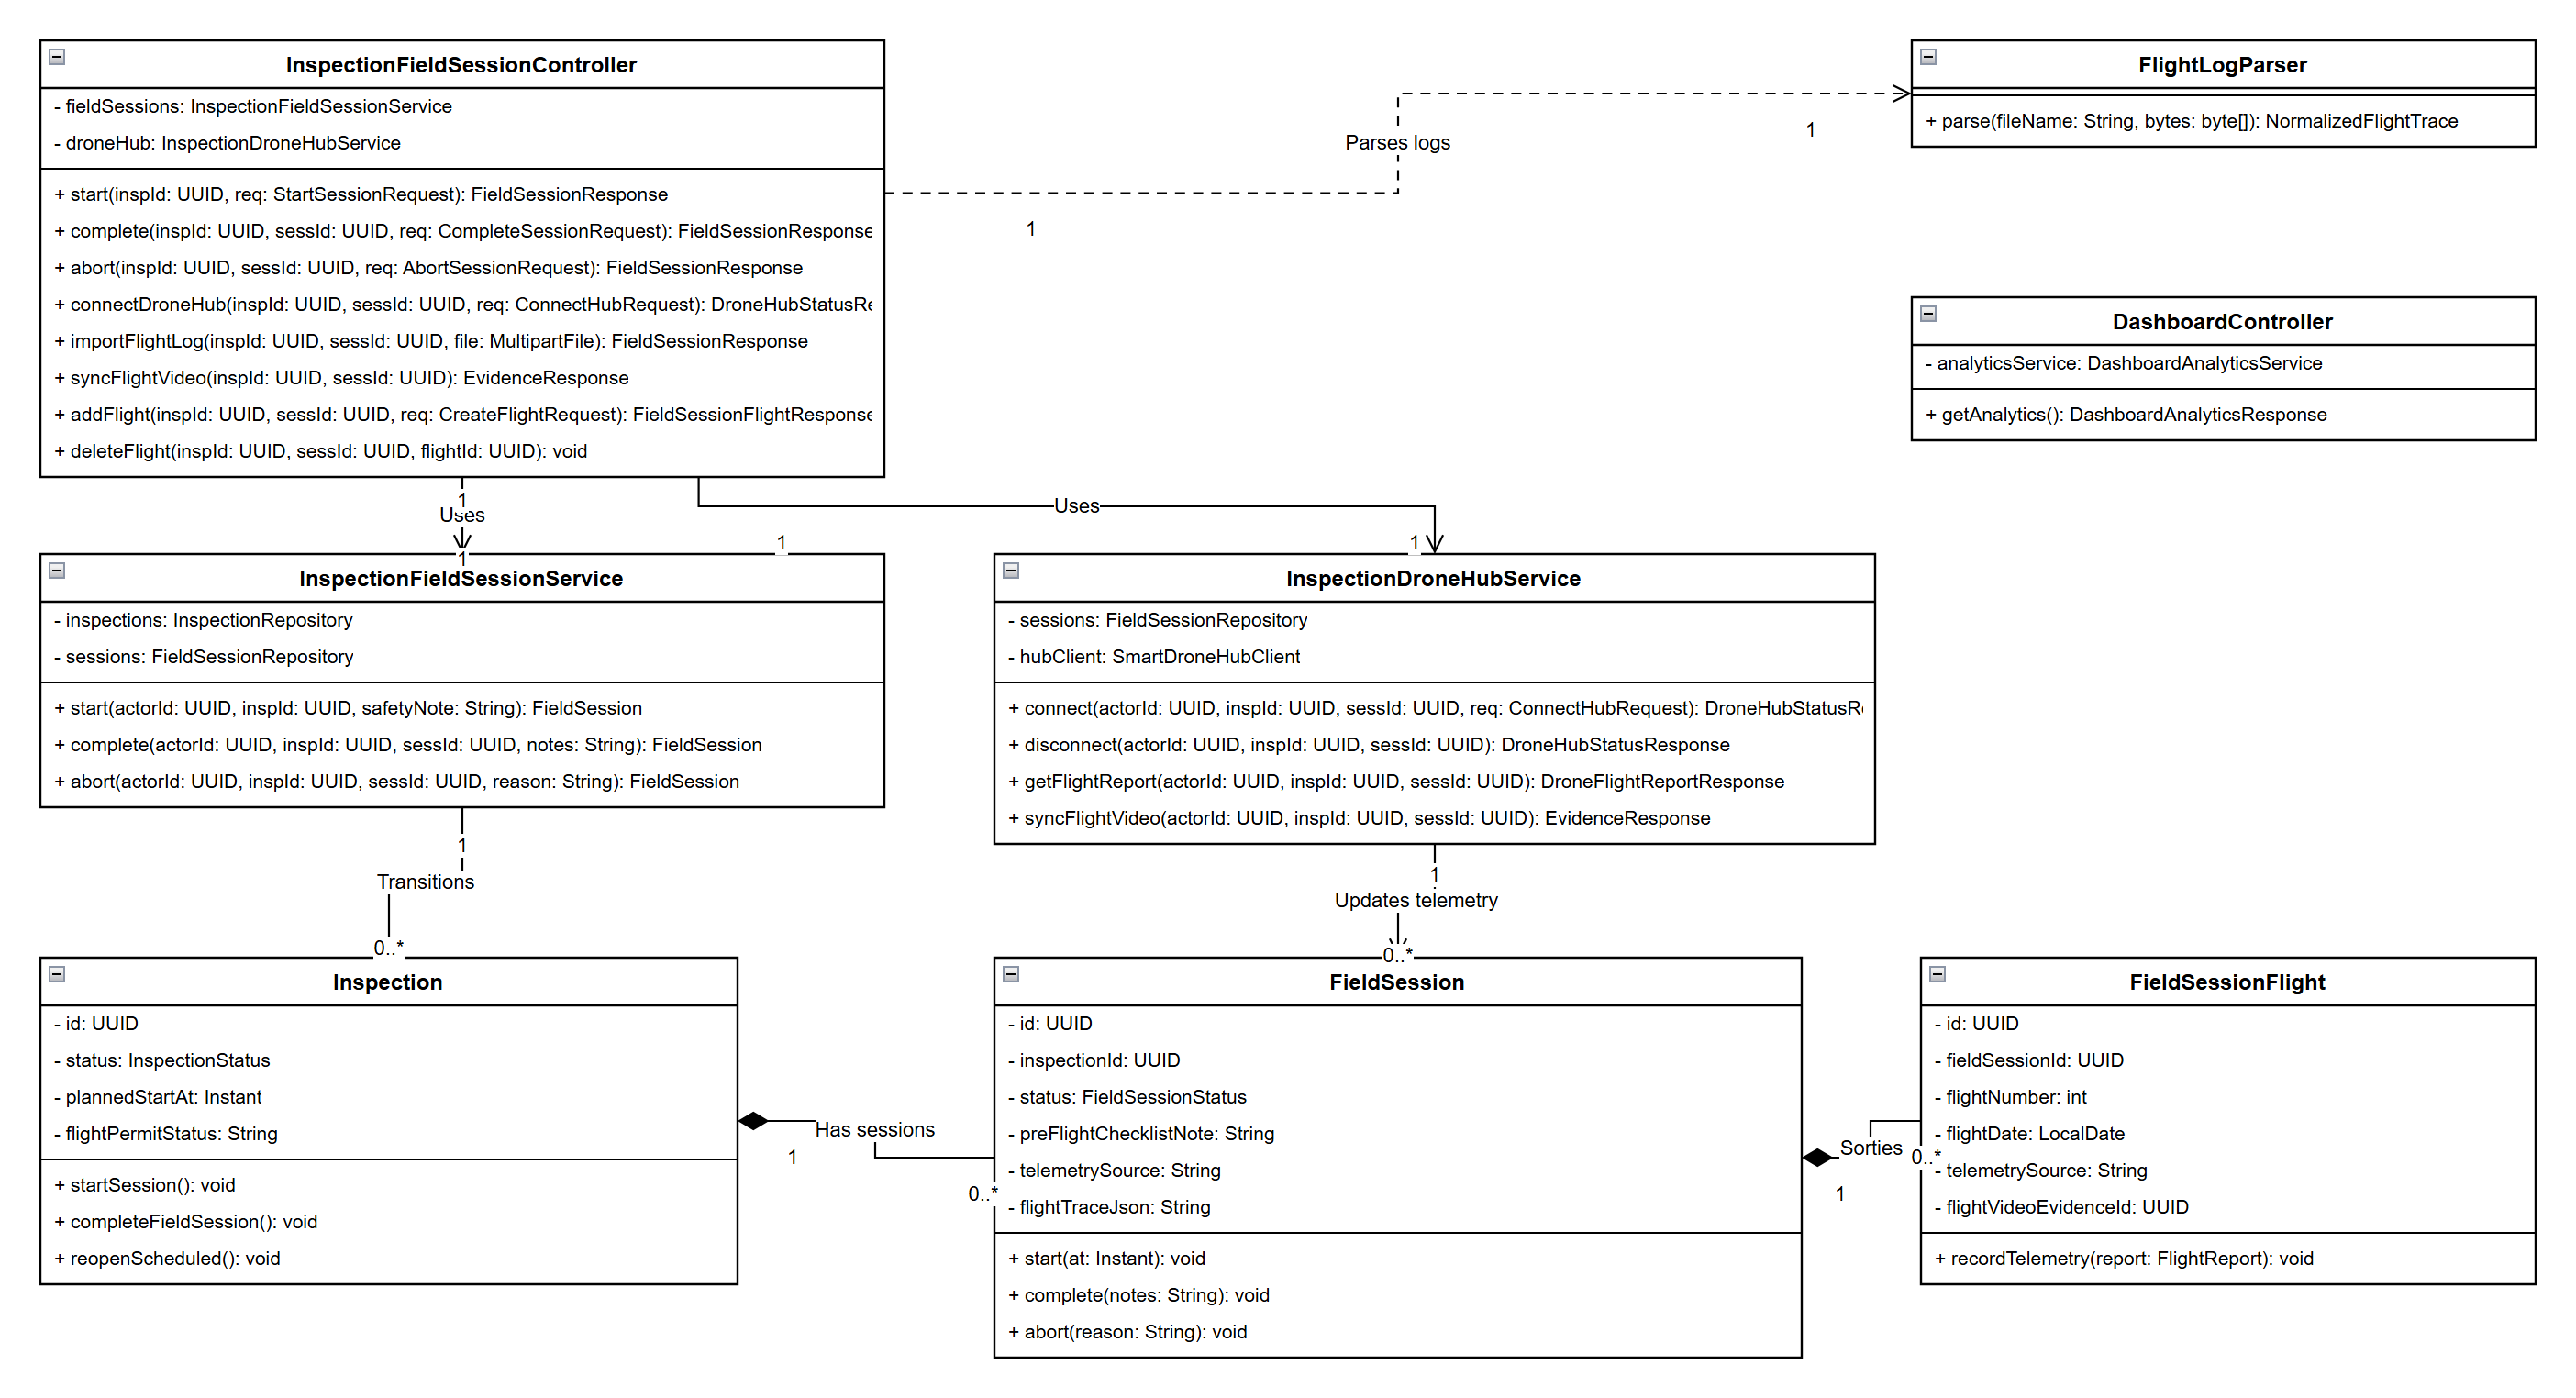 InspectionFieldSessionController
- fieldSessions: InspectionFieldSessionService
- droneHub: InspectionDroneHubService
+ start(inspId: UUID, req: StartSessionRequest): FieldSessionResponse
+ complete(inspId: UUID, sessId: UUID, req: CompleteSessionRequest): FieldSessionResponse
+ abort(inspId: UUID, sessId: UUID, req: AbortSessionRequest): FieldSessionResponse
+ connectDroneHub(inspId: UUID, sessId: UUID, req: ConnectHubRequest): DroneHubStatusRe
+ importFlightLog(inspId: UUID, sessId: UUID, file: MultipartFile): FieldSessionResponse
+ syncFlightVideo(inspId: UUID, sessId: UUID): EvidenceResponse
+ addFlight(inspId: UUID, sessId: UUID, req: CreateFlightRequest): FieldSessionFlightResponse
+ deleteFlight(inspId: UUID, sessId: UUID, flightId: UUID): void
Parses logs
1
1
FlightLogParser
+ parse(fileName: String, bytes: byte[]): NormalizedFlightTrace
DashboardController
- analyticsService: DashboardAnalyticsService
+ getAnalytics(): DashboardAnalyticsResponse
1
Uses
1
Uses
1
1
InspectionFieldSessionService
- inspections: InspectionRepository
- sessions: FieldSessionRepository
+ start(actorId: UUID, inspId: UUID, safetyNote: String): FieldSession
+ complete(actorId: UUID, inspId: UUID, sessId: UUID, notes: String): FieldSession
+ abort(actorId: UUID, inspId: UUID, sessId: UUID, reason: String): FieldSession
InspectionDroneHubService
- sessions: FieldSessionRepository
- hubClient: SmartDroneHubClient
+ connect(actorId: UUID, inspId: UUID, sessId: UUID, req: ConnectHubRequest): DroneHubStatusR
+ disconnect(actorId: UUID, inspId: UUID, sessId: UUID): DroneHubStatusResponse
+ getFlightReport(actorId: UUID, inspId: UUID, sessId: UUID): DroneFlightReportResponse
+ syncFlightVideo(actorId: UUID, inspId: UUID, sessId: UUID): EvidenceResponse
1
Transitions
0..*
1
Updates telemetry
0..*
Inspection
- id: UUID
- status: InspectionStatus
- plannedStartAt: Instant
- flightPermitStatus: String
+ startSession(): void
+ completeFieldSession(): void
+ reopenScheduled(): void
Has sessions
1
0..*
FieldSession
- id: UUID
- inspectionId: UUID
- status: FieldSessionStatus
- preFlightChecklistNote: String
- telemetrySource: String
- flightTraceJson: String
+ start(at: Instant): void
+ complete(notes: String): void
+ abort(reason: String): void
Sorties
1
0..*
FieldSessionFlight
- id: UUID
- fieldSessionId: UUID
- flightNumber: int
- flightDate: LocalDate
- telemetrySource: String
- flightVideoEvidenceId: UUID
+ recordTelemetry(report: FlightReport): void